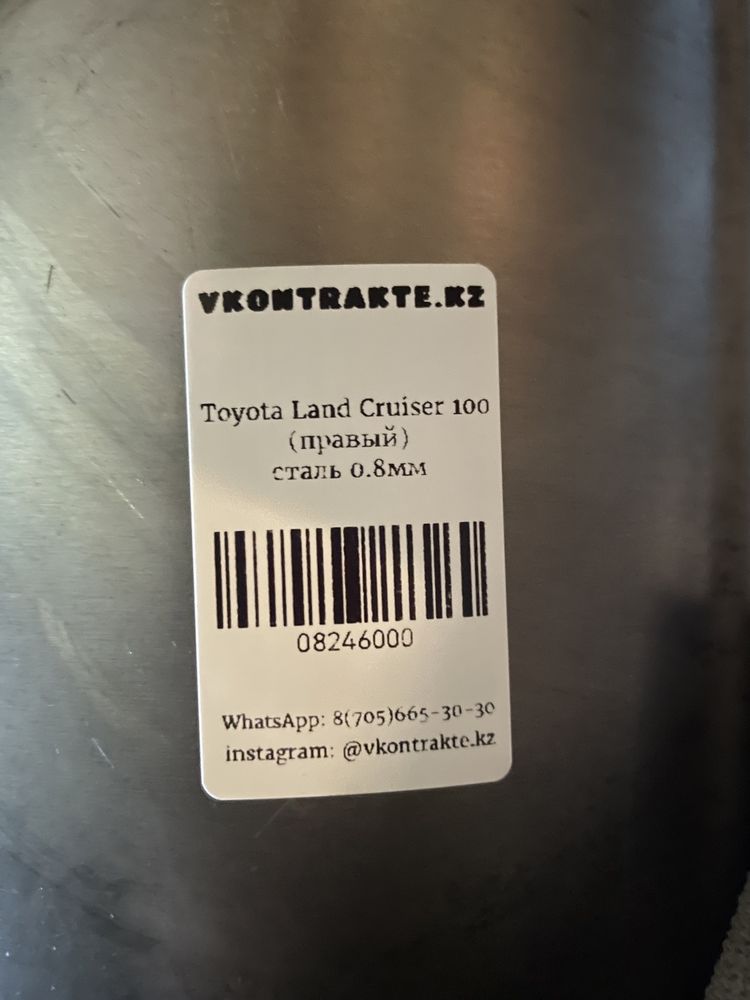 VKONTRAKTE.KZ
Toyota Land Cruiser 100
(правый)
сталь 0.8мм
08246000
WhatsApp: 8(705)665-30-30
instagram: @vkontrakte.kz